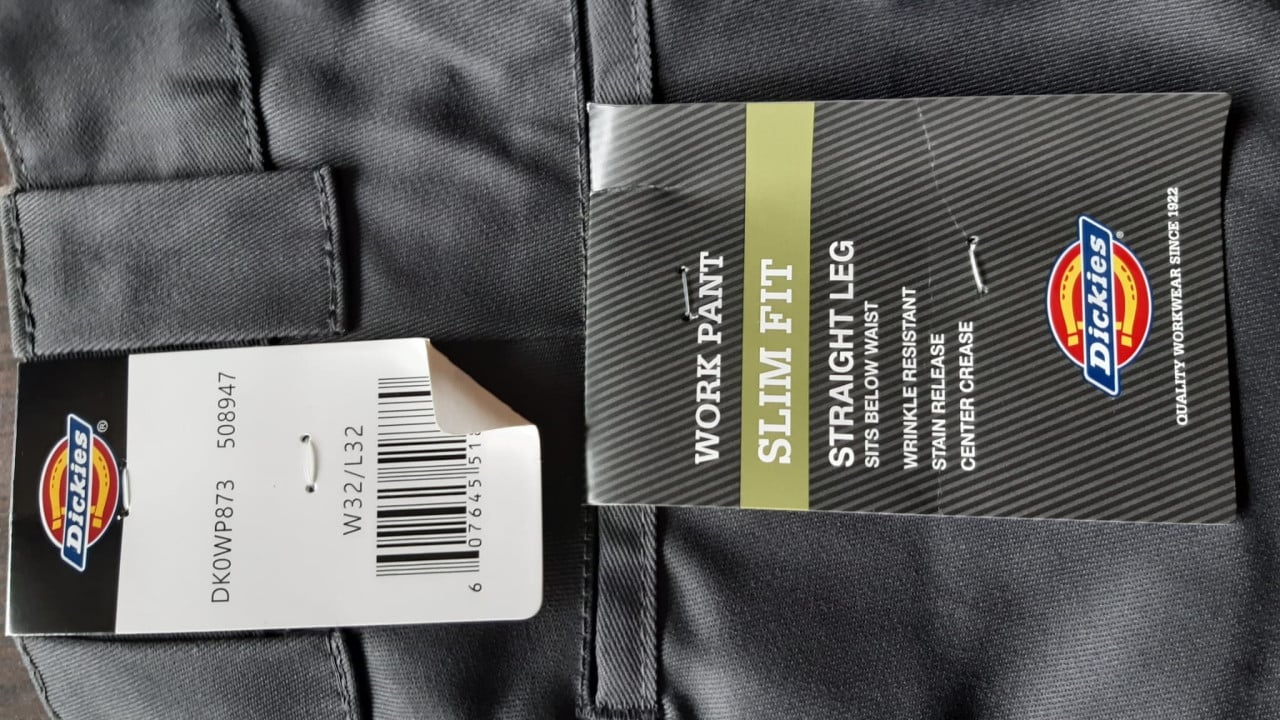 Dickies®
DK0WP873 508947
W32/L32
6 07645 518
WORK PANT
SLIM FIT
STRAIGHT LEG
SITS BELOW WAIST
WRINKLE RESISTANT
STAIN RELEASE
CENTER CREASE
Dickies®
QUALITY WORKWEAR SINCE 1922